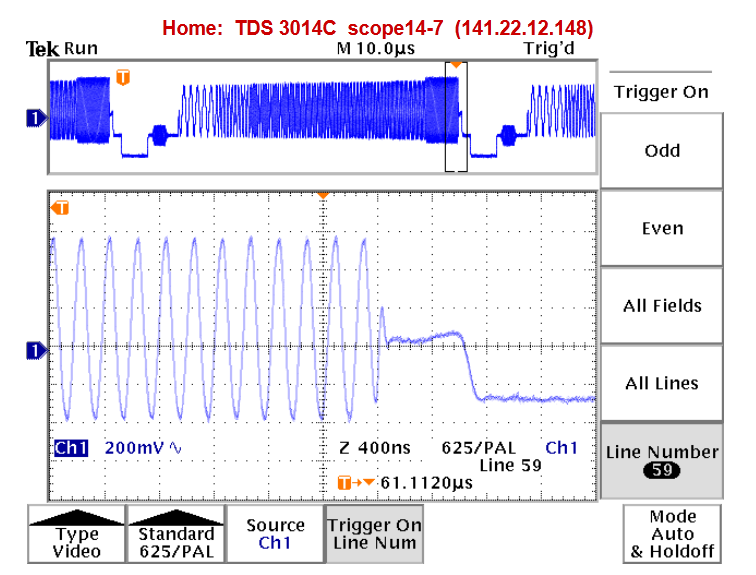 Home: TDS 3014C scope14-7 (141.22.12.148)
Tek Run M 10.0µs Trig'd
T
1
Trigger On
Odd
Even
All Fields
All Lines
Line Number
59
T
1
Ch1 200mV ∿ Z 400ns 625/PAL Ch1
Line 59
T→▼ 61.1120µs
Type
Video
Standard
625/PAL
Source
Ch1
Trigger On
Line Num
Mode
Auto
& Holdoff